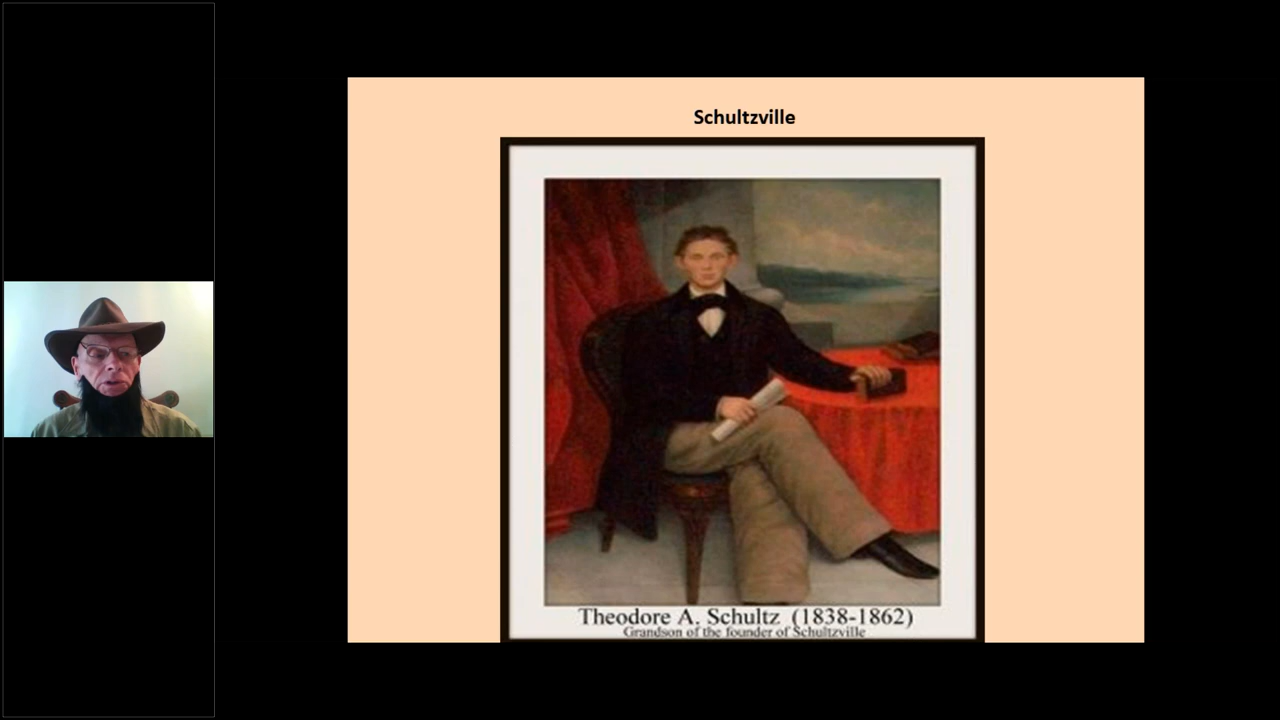 Schultzville
Theodore A. Schultz (1838-1862)
Grandson of the founder of Schultzville